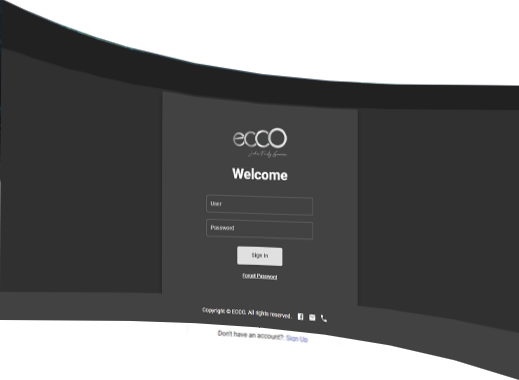 ecco
Welcome
User
Password
Sign In
Forgot Password
Copyright © ECCO. All rights reserved.
Don't have an account?. Sign Up